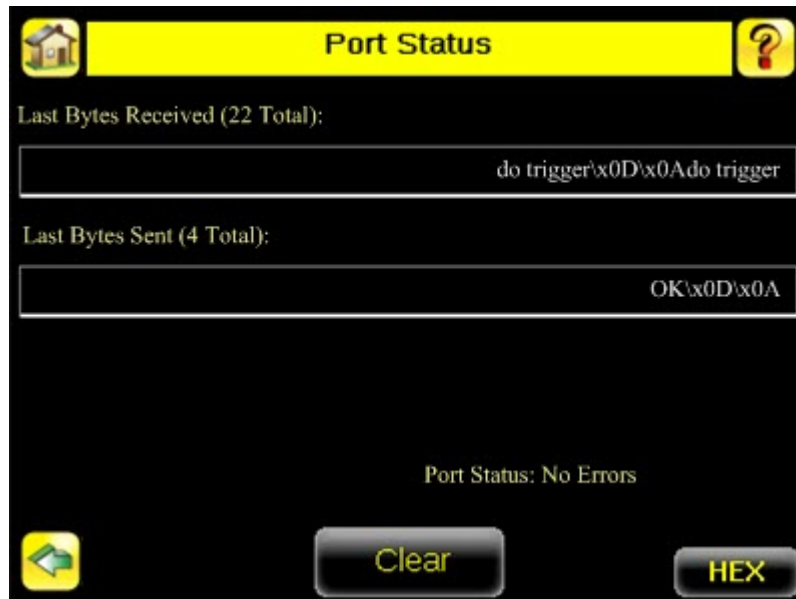 Port Status
?
Last Bytes Received (22 Total):
do trigger\x0D\x0Ado trigger
Last Bytes Sent (4 Total):
OK\x0D\x0A
Port Status: No Errors
Clear
HEX